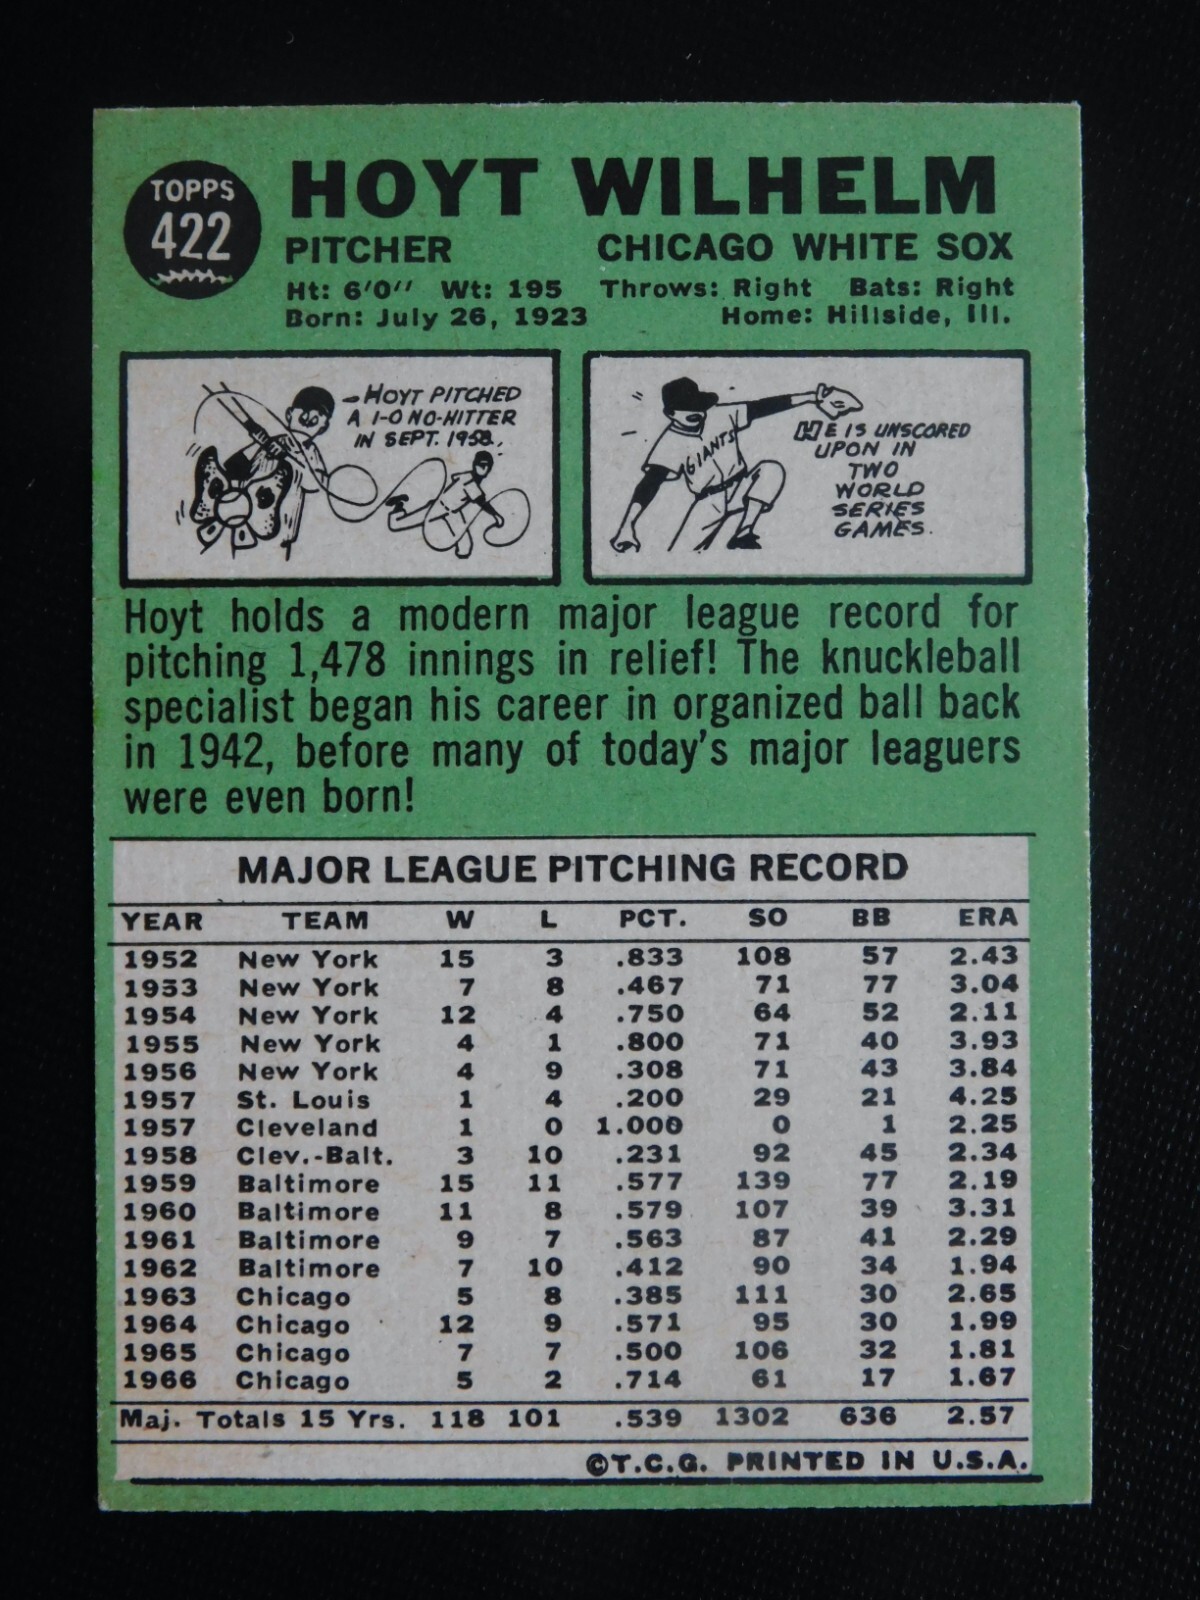 TOPPS
422
HOYT WILHELM
PITCHER CHICAGO WHITE SOX
Ht: 6'0" Wt: 195 Throws: Right Bats: Right
Born: July 26, 1923 Home: Hillside, Ill.
-HOYT PITCHED
A 1-0 NO-HITTER
IN SEPT. 1958.
GIANTS
HE IS UNSCORED
UPON IN
TWO
WORLD
SERIES
GAMES.
Hoyt holds a modern major league record for
pitching 1,478 innings in relief! The knuckleball
specialist began his career in organized ball back
in 1942, before many of today's major leaguers
were even born!
MAJOR LEAGUE PITCHING RECORD
YEAR TEAM W L PCT. SO BB ERA
1952 New York 15 3 .833 108 57 2.43
1953 New York 7 8 .467 71 77 3.04
1954 New York 12 4 .750 64 52 2.11
1955 New York 4 1 .800 71 40 3.93
1956 New York 4 9 .308 71 43 3.84
1957 St. Louis 1 4 .200 29 21 4.25
1957 Cleveland 1 0 1.000 0 1 2.25
1958 Clev.-Balt. 3 10 .231 92 45 2.34
1959 Baltimore 15 11 .577 139 77 2.19
1960 Baltimore 11 8 .579 107 39 3.31
1961 Baltimore 9 7 .563 87 41 2.29
1962 Baltimore 7 10 .412 90 34 1.94
1963 Chicago 5 8 .385 111 30 2.65
1964 Chicago 12 9 .571 95 30 1.99
1965 Chicago 7 7 .500 106 32 1.81
1966 Chicago 5 2 .714 61 17 1.67
Maj. Totals 15 Yrs. 118 101 .539 1302 636 2.57
©T.C.G. PRINTED IN U.S.A.